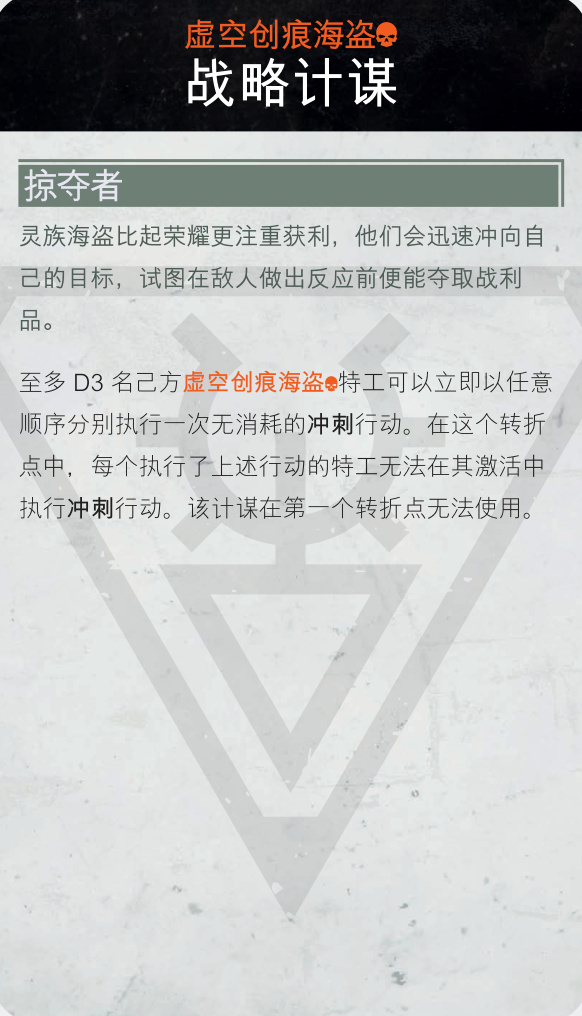 虚空创痕海盗
战略计谋
掠夺者
灵族海盗比起荣耀更注重获利，他们会迅速冲向自
己的目标，试图在敌人做出反应前便能夺取战利
品。
至多 D3 名己方虚空创痕海盗特工可以立即以任意
顺序分别执行一次无消耗的冲刺行动。在这个转折
点中，每个执行了上述行动的特工无法在其激活中
执行冲刺行动。该计谋在第一个转折点无法使用。